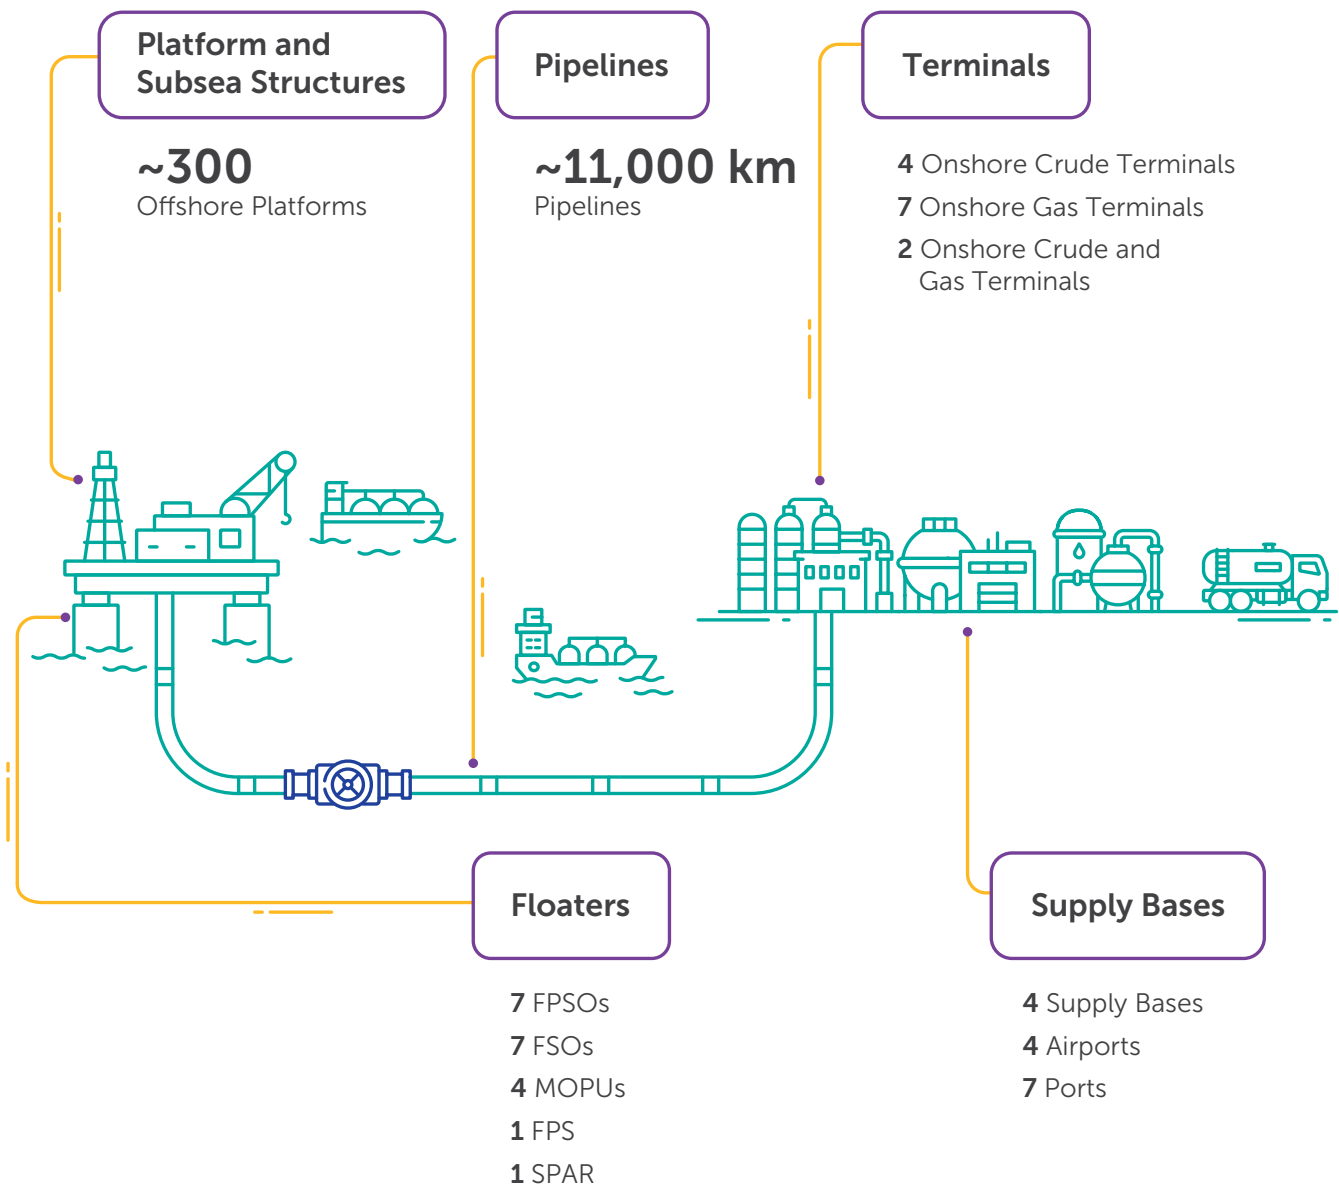 Platform and
Subsea Structures
~300
Offshore Platforms
Pipelines
~11,000 km
Pipelines
Terminals
4 Onshore Crude Terminals
7 Onshore Gas Terminals
2 Onshore Crude and
Gas Terminals
Floaters
7 FPSOs
7 FSOs
4 MOPUs
1 FPS
1 SPAR
Supply Bases
4 Supply Bases
4 Airports
7 Ports